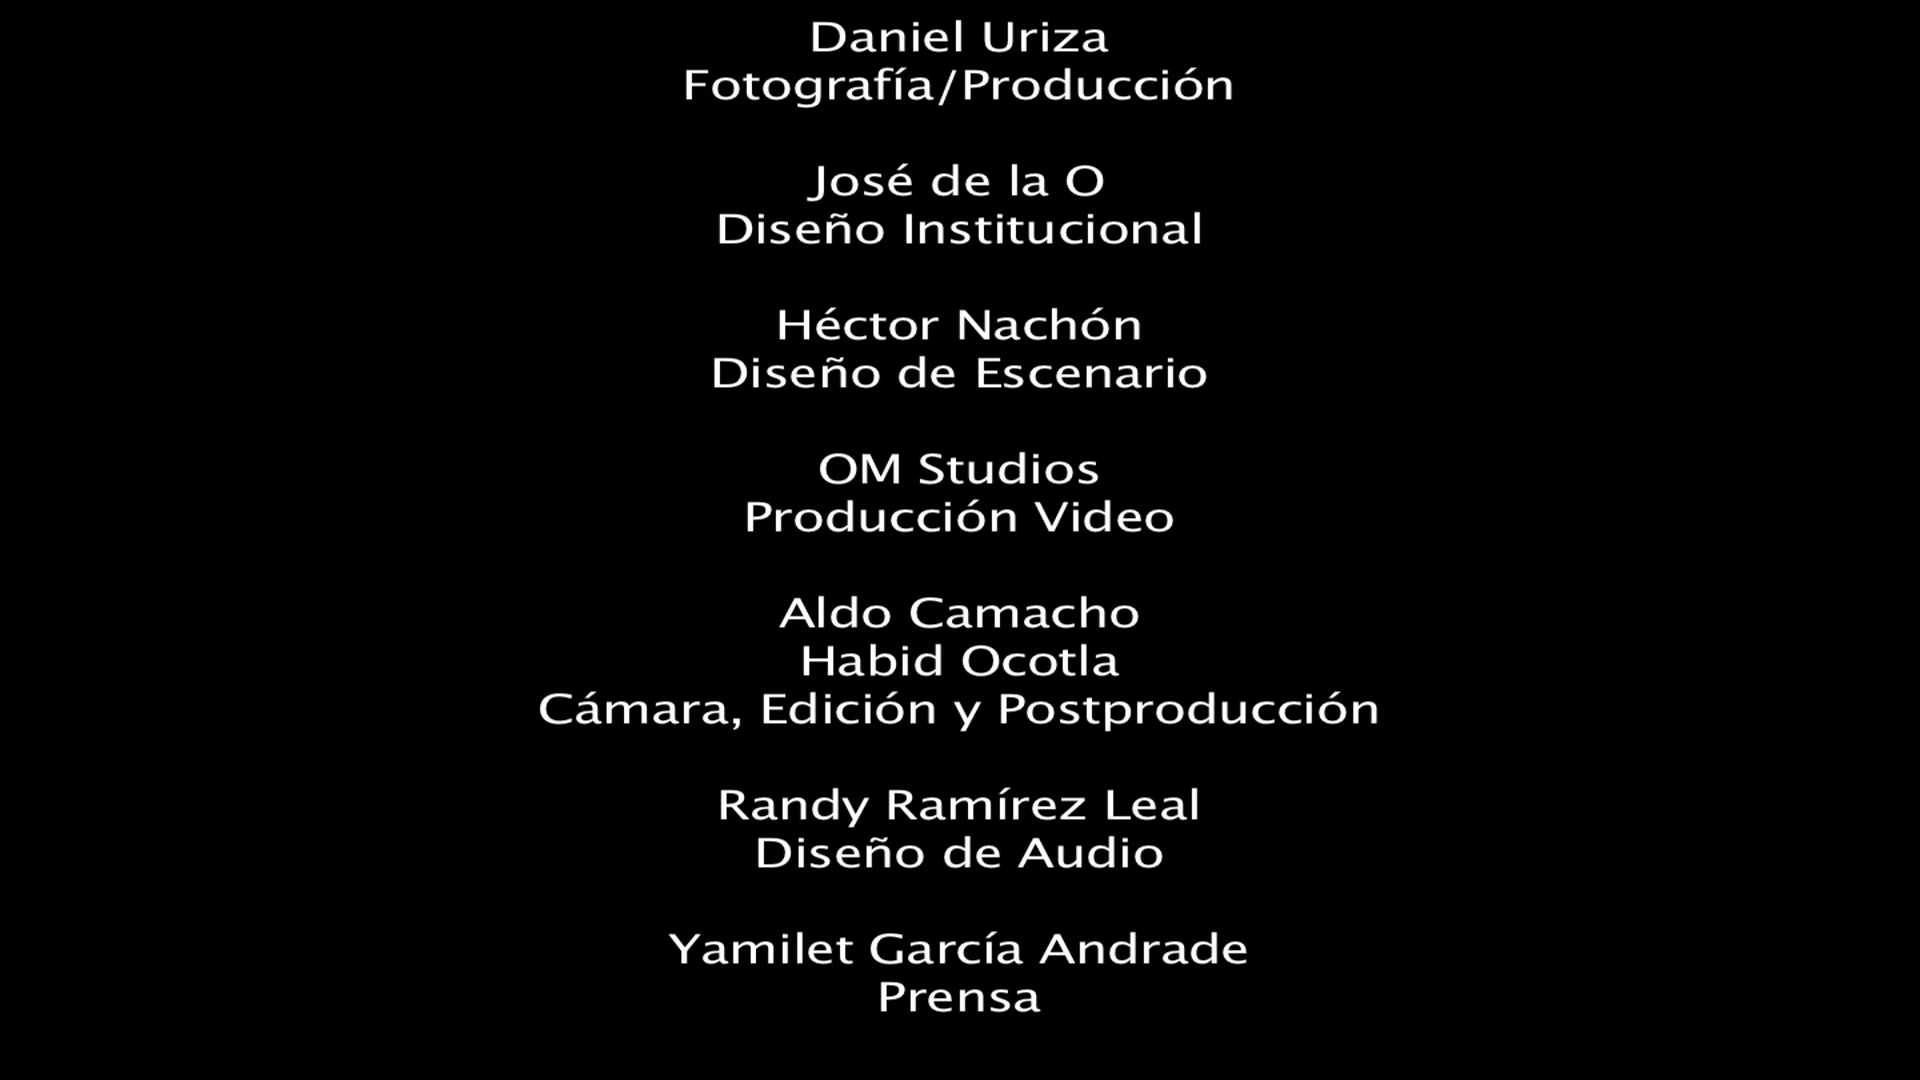 Daniel Uriza
Fotografía/Producción
José de la O
Diseño Institucional
Héctor Nachón
Diseño de Escenario
OM Studios
Producción Video
Aldo Camacho
Habid Ocotla
Cámara, Edición y Postproducción
Randy Ramírez Leal
Diseño de Audio
Yamilet García Andrade
Prensa